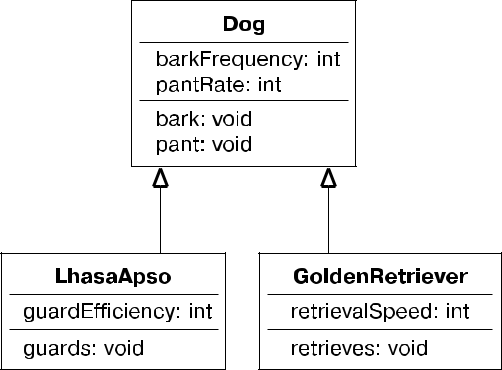 Dog
barkFrequency: int
pantRate: int
bark: void
pant: void
LhasaApso
guardEfficiency: int
guards: void
GoldenRetriever
retrievalSpeed: int
retrieves: void